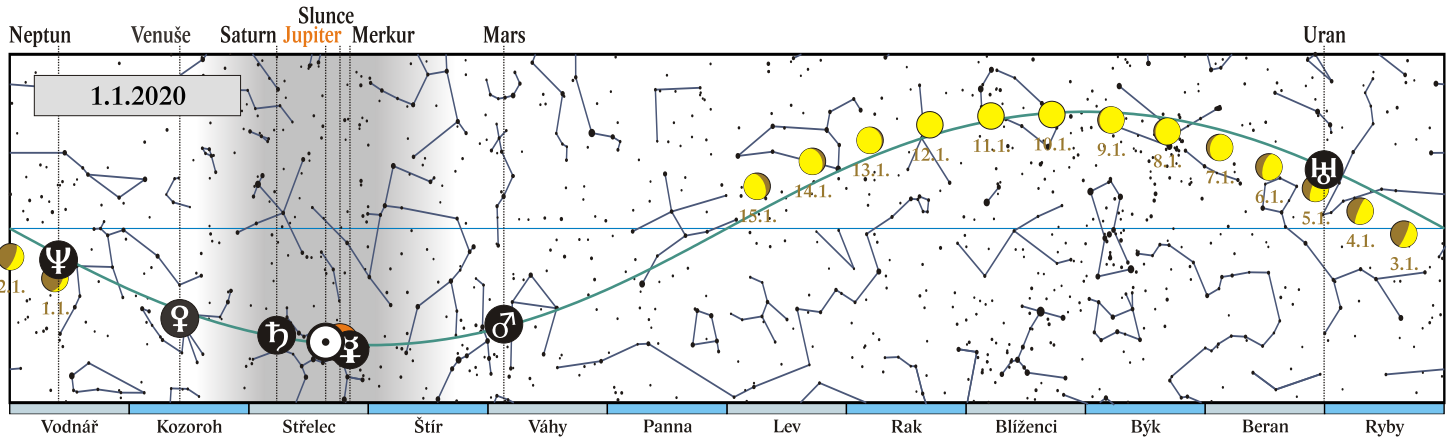 Slunce
Neptun Venuše Saturn Jupiter Merkur Mars Uran
1.1.2020
12.1. 11.1. 10.1. 9.1. 8.1.
15.1. 14.1. 13.1. 7.1. 6.1. 5.1.
4.1. 3.1.
2.1. 1.1.
Vodnář Kozoroh Střelec Štír Váhy Panna Lev Rak Blíženci Býk Beran Ryby